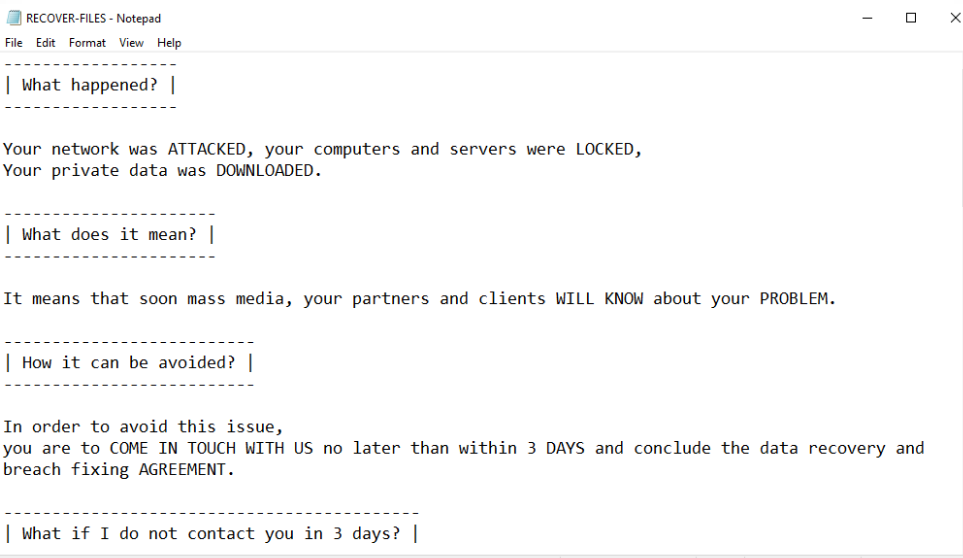 RECOVER-FILES - Notepad
File Edit Format View Help
------------------
| What happened? |
------------------
Your network was ATTACKED, your computers and servers were LOCKED,
Your private data was DOWNLOADED.
----------------------
| What does it mean? |
----------------------
It means that soon mass media, your partners and clients WILL KNOW about your PROBLEM.
--------------------------
| How it can be avoided? |
--------------------------
In order to avoid this issue,
you are to COME IN TOUCH WITH US no later than within 3 DAYS and conclude the data recovery and
breach fixing AGREEMENT.
-------------------------------------------
| What if I do not contact you in 3 days? |